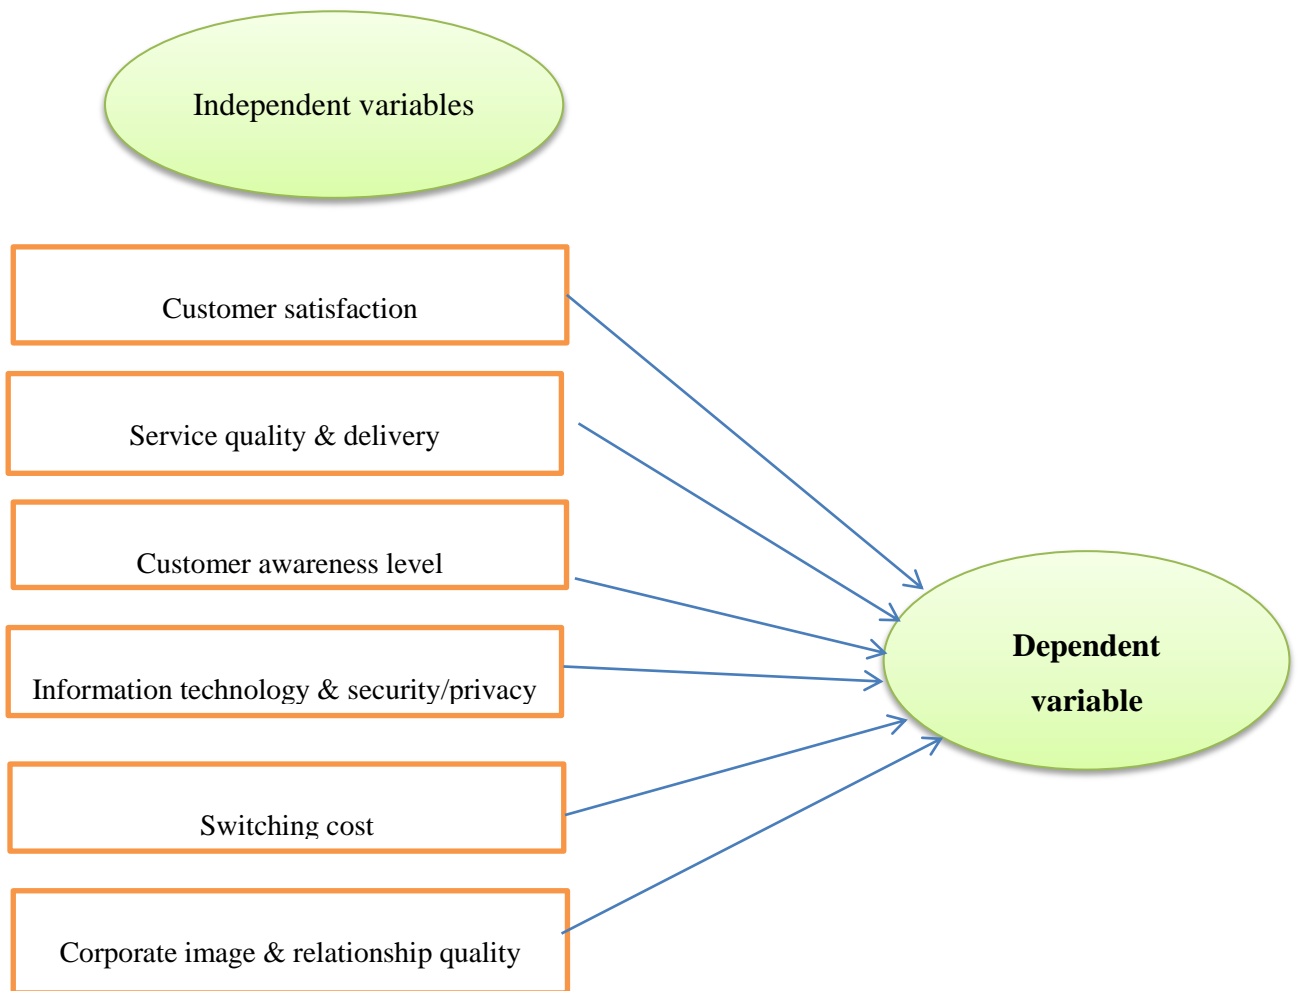 Independent variables
Customer satisfaction
Service quality & delivery
Customer awareness level
Information technology & security/privacy
Switching cost
Corporate image & relationship quality
Dependent
variable